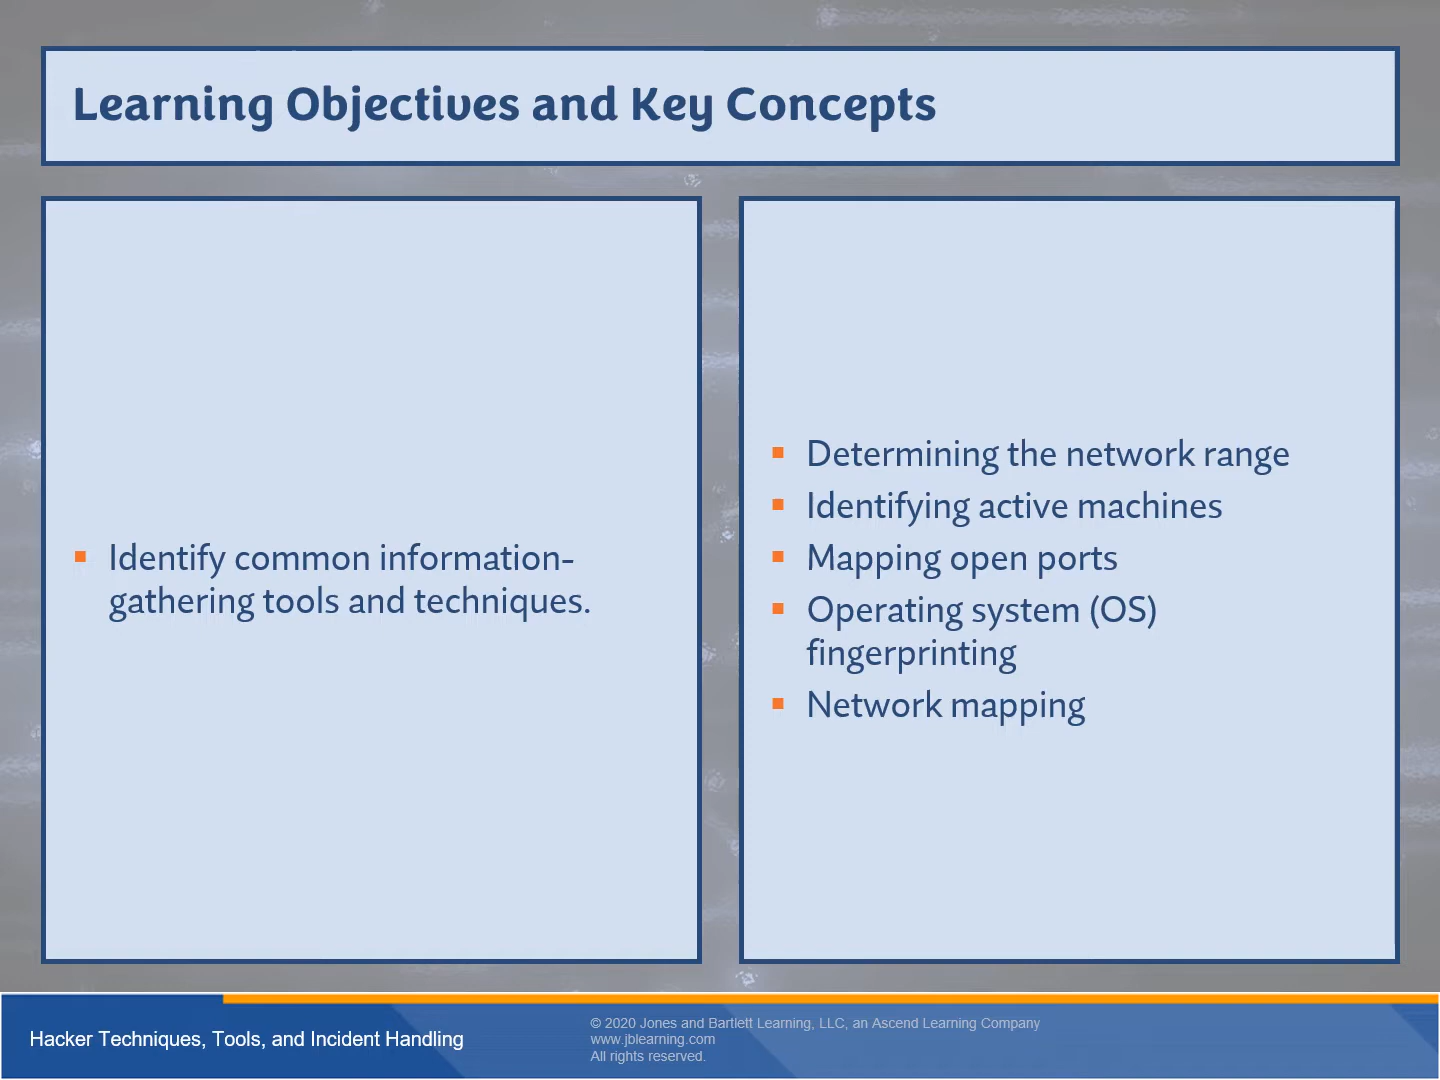 Learning Objectives and Key Concepts
Identify common information-
gathering tools and techniques.
Determining the network range
Identifying active machines
Mapping open ports
Operating system (OS)
fingerprinting
Network mapping
Hacker Techniques, Tools, and Incident Handling
© 2020 Jones and Bartlett Learning, LLC, an Ascend Learning Company
www.jblearning.com
All rights reserved.